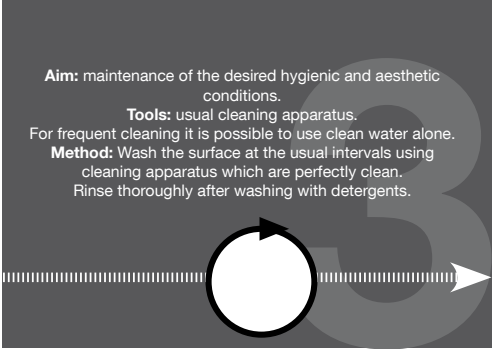 Aim: maintenance of the desired hygienic and aesthetic
conditions.
Tools: usual cleaning apparatus.
For frequent cleaning it is possible to use clean water alone.
Method: Wash the surface at the usual intervals using
cleaning apparatus which are perfectly clean.
Rinse thoroughly after washing with detergents.
3